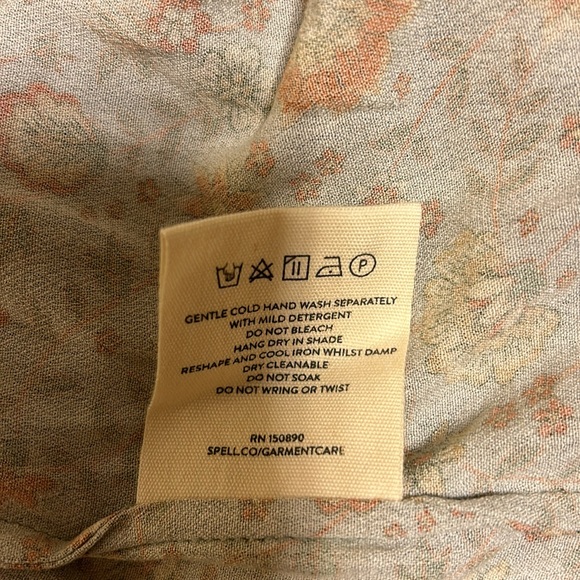 P
GENTLE COLD HAND WASH SEPARATELY
WITH MILD DETERGENT
DO NOT BLEACH
HANG DRY IN SHADE
RESHAPE AND COOL IRON WHILST DAMP
DRY CLEANABLE
DO NOT SOAK
DO NOT WRING OR TWIST
RN 150890
SPELL.CO/GARMENTCARE